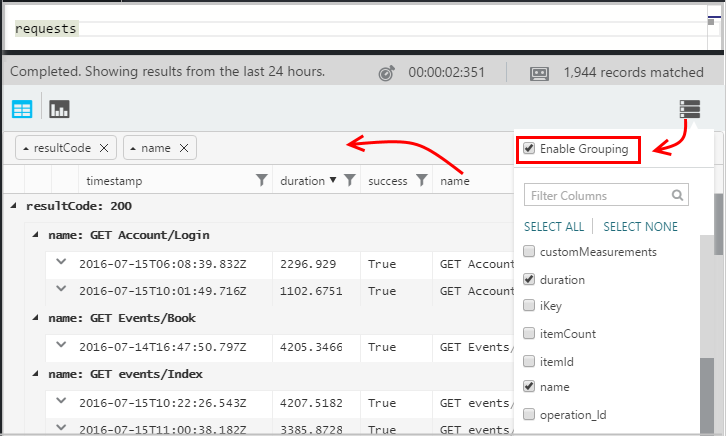 requests
Completed. Showing results from the last 24 hours. 00:00:02:351 1,944 records matched
resultCode name
Enable Grouping
timestamp duration success name
Filter Columns
SELECT ALL SELECT NONE
resultCode: 200
name: GET Account/Login
2016-07-15T06:08:39.832Z 2296.929 True GET Account
2016-07-15T10:01:49.716Z 1102.6751 True GET Accoun
name: GET Events/Book
2016-07-14T16:47:50.797Z 4205.3466 True GET Events/
name: GET events/Index
2016-07-15T10:22:26.543Z 4207.5182 True GET events/
2016-07-15T11:00:38.182Z 3385.8728 True GET events/
customMeasurements
duration
iKey
itemCount
itemId
name
operation_Id